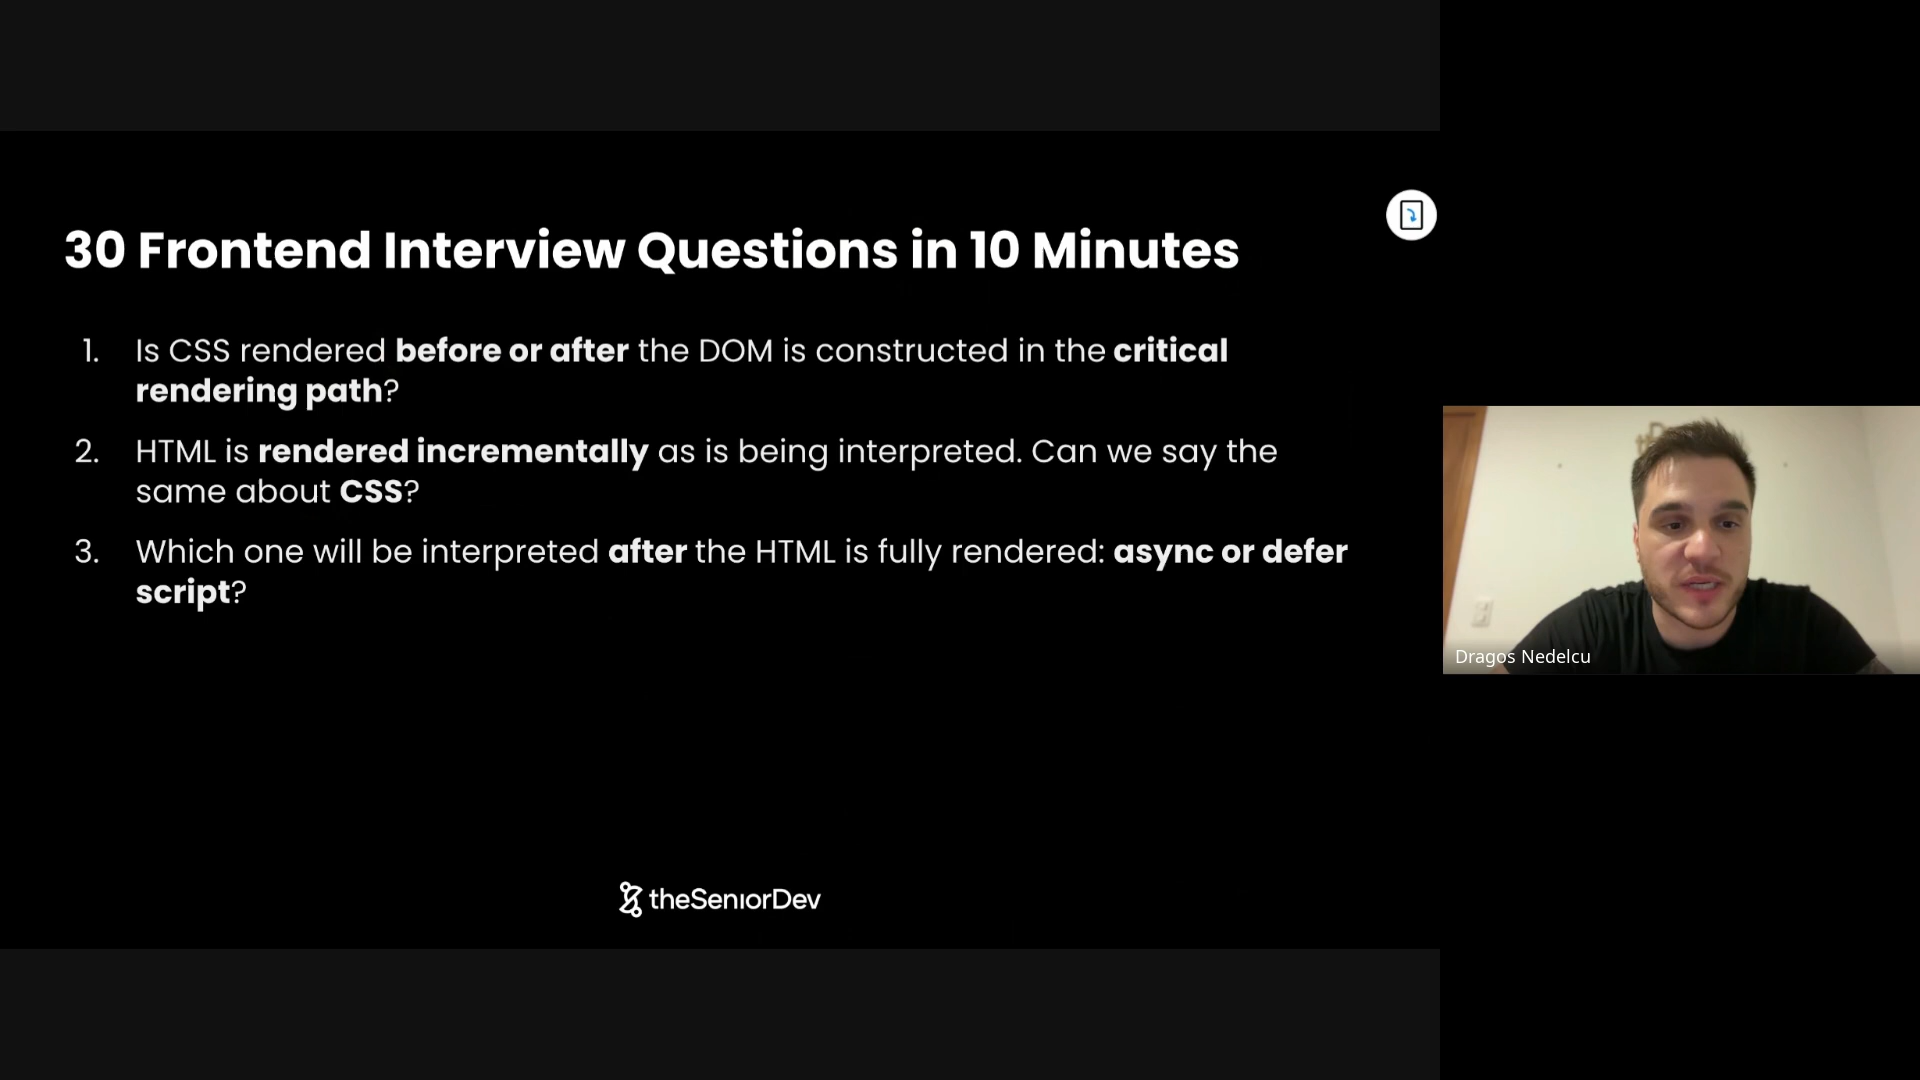 30 Frontend Interview Questions in 10 Minutes
1. Is CSS rendered before or after the DOM is constructed in the critical
rendering path?
2. HTML is rendered incrementally as is being interpreted. Can we say the
same about CSS?
3. Which one will be interpreted after the HTML is fully rendered: async or defer
script?
Dragos Nedelcu
theSeniorDev